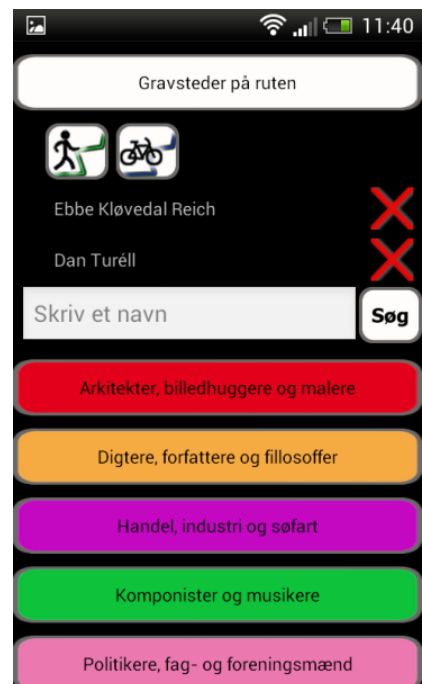 11:40
Gravsteder på ruten
Ebbe Kløvedal Reich
Dan Turéll
Skriv et navn
Søg
Arkitekter, billedhuggere og malere
Digtere, forfattere og fillosoffer
Handel, industri og søfart
Komponister og musikere
Politikere, fag- og foreningsmænd